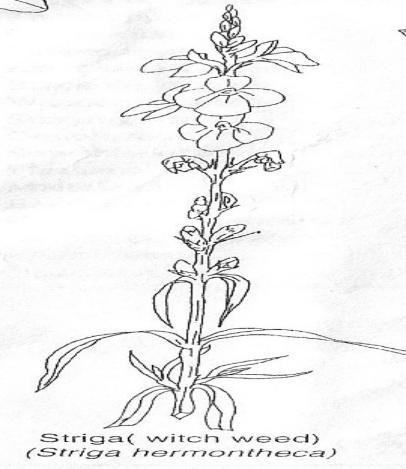 Striga( witch weed)
(Striga hermontheca)